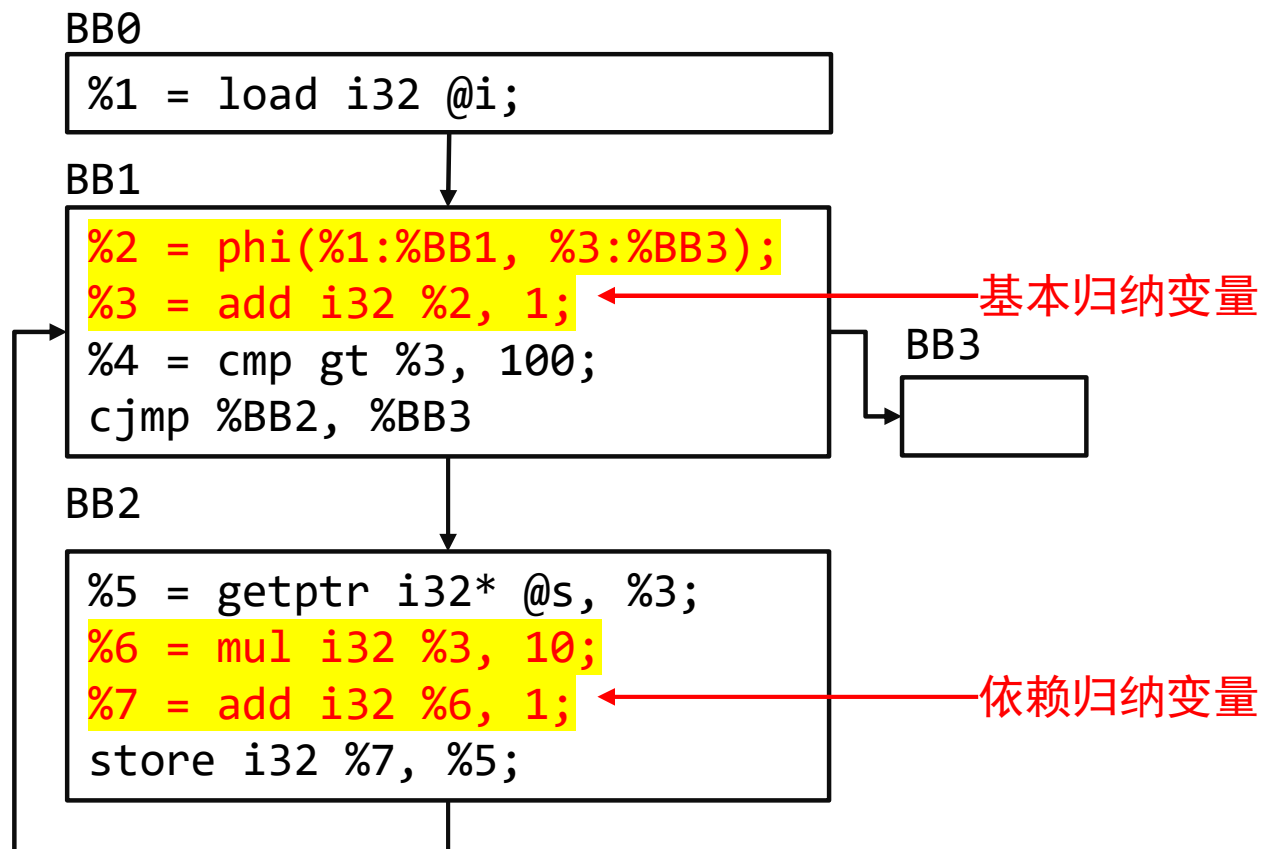 BB0
%1 = load i32 @i;
BB1
%2 = phi(%1:%BB1, %3:%BB3);
%3 = add i32 %2, 1;
基本归纳变量
%4 = cmp gt %3, 100;
BB3
cjmp %BB2, %BB3
BB2
%5 = getptr i32* @s, %3;
%6 = mul i32 %3, 10;
%7 = add i32 %6, 1;
依赖归纳变量
store i32 %7, %5;